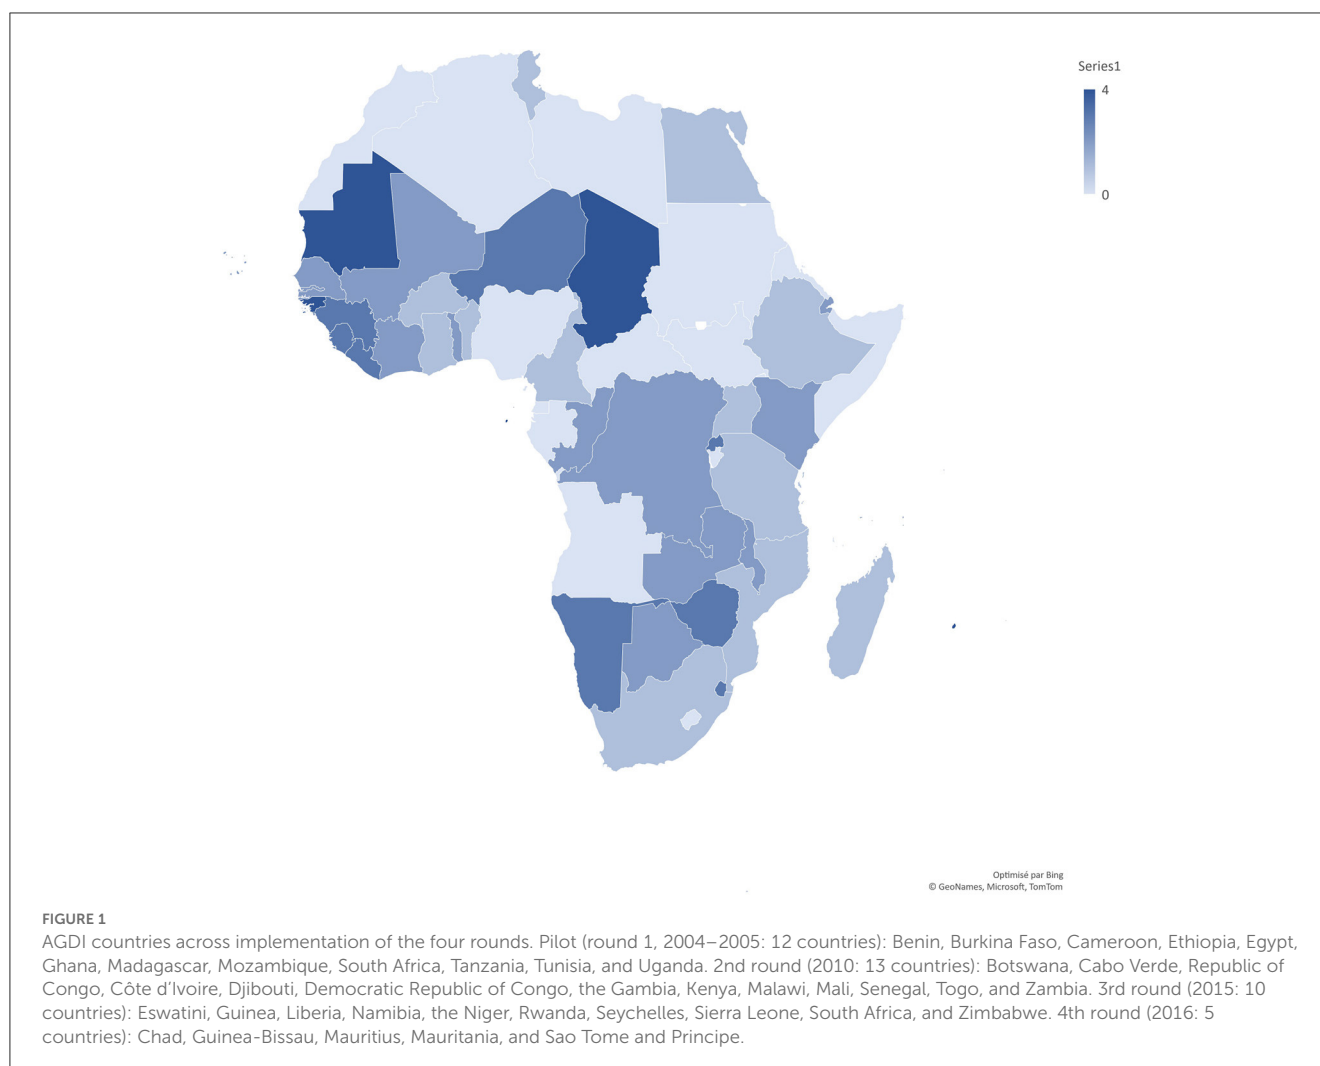 Series1
4
0
Optimisé par Bing
© GeoNames, Microsoft, TomTom
FIGURE 1
AGDI countries across implementation of the four rounds. Pilot (round 1, 2004–2005: 12 countries): Benin, Burkina Faso, Cameroon, Ethiopia, Egypt,
Ghana, Madagascar, Mozambique, South Africa, Tanzania, Tunisia, and Uganda. 2nd round (2010: 13 countries): Botswana, Cabo Verde, Republic of
Congo, Côte d’Ivoire, Djibouti, Democratic Republic of Congo, the Gambia, Kenya, Malawi, Mali, Senegal, Togo, and Zambia. 3rd round (2015: 10
countries): Eswatini, Guinea, Liberia, Namibia, the Niger, Rwanda, Seychelles, Sierra Leone, South Africa, and Zimbabwe. 4th round (2016: 5
countries): Chad, Guinea-Bissau, Mauritius, Mauritania, and Sao Tome and Principe.